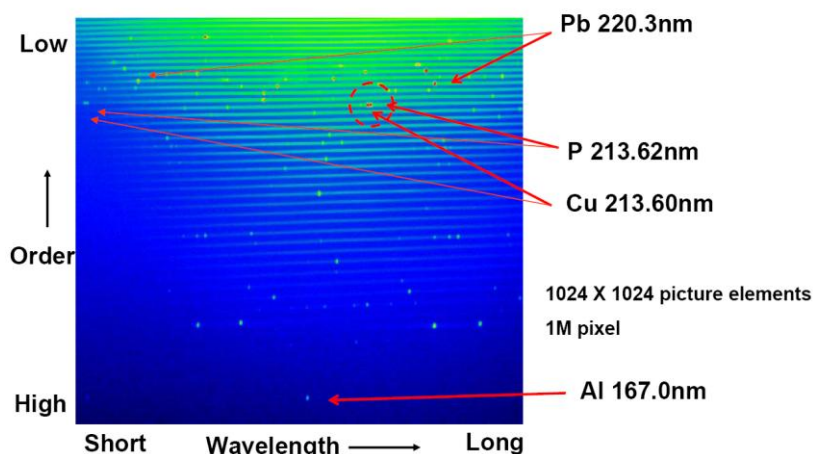 Low
Pb 220.3nm
P 213.62nm
Cu 213.60nm
Order
1024 X 1024 picture elements
1M pixel
High
Al 167.0nm
Short
Wavelength
Long